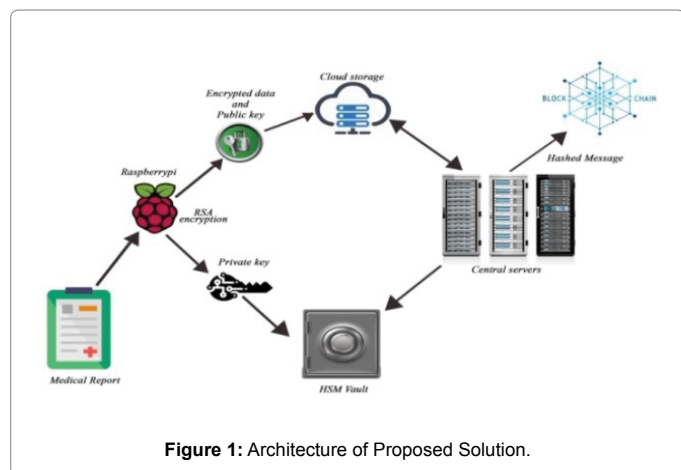 Cloud storage
Encrypted data
and
Public key
BLOCK CHAIN
Hashed Message
Raspberrypi
RSA
encryption
Private key
Central servers
Medical Report
HSM Vault
Figure 1: Architecture of Proposed Solution.